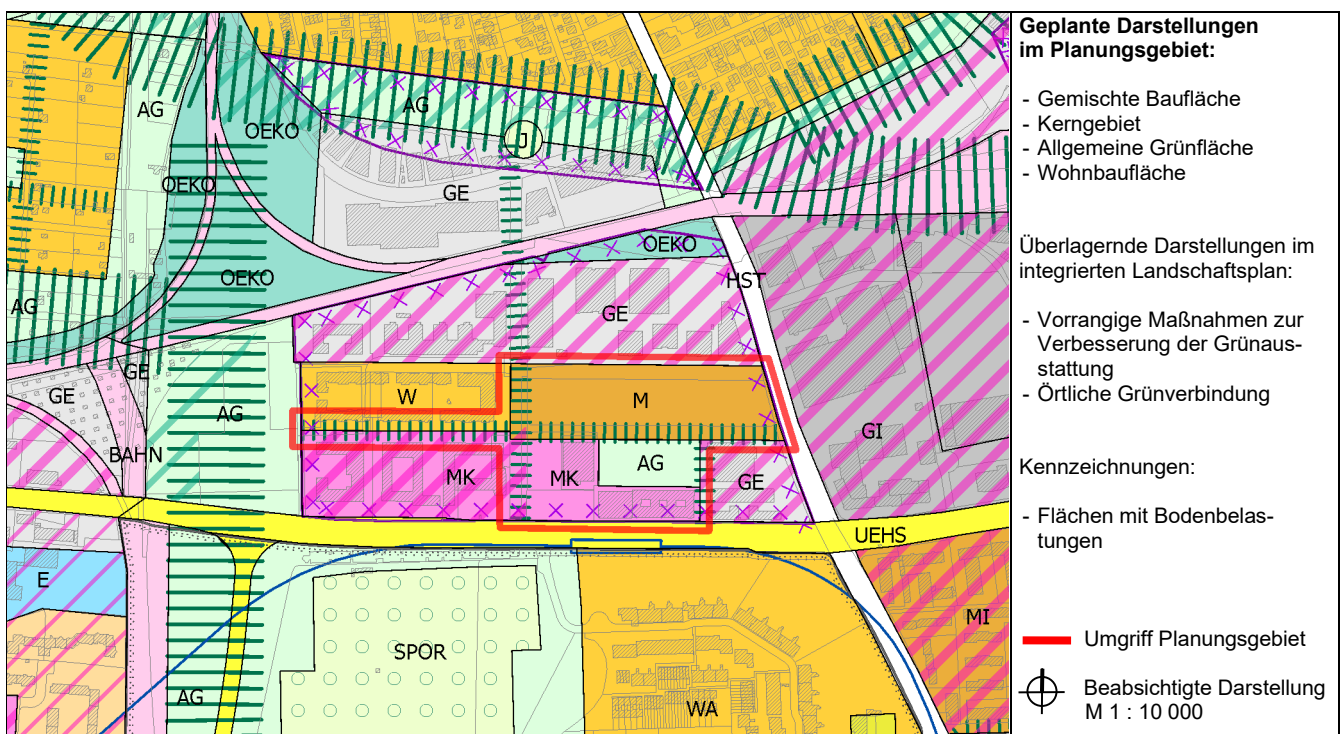 AG
OEKO
AG
J
OEKO
GE
OEKO
OEKO
HST
AG
GE
GE
GE
W
M
AG
BAHN
GI
MK
MK
AG
GE
UEHS
E
MI
SPOR
AG
WA
Geplante Darstellungen
im Planungsgebiet:
- Gemischte Baufläche
- Kerngebiet
- Allgemeine Grünfläche
- Wohnbaufläche
Überlagernde Darstellungen im
integrierten Landschaftsplan:
- Vorrangige Maßnahmen zur
Verbesserung der Grünaus-
stattung
- Örtliche Grünverbindung
Kennzeichnungen:
- Flächen mit Bodenbelas-
tungen
Umgriff Planungsgebiet
Beabsichtigte Darstellung
M 1 : 10 000